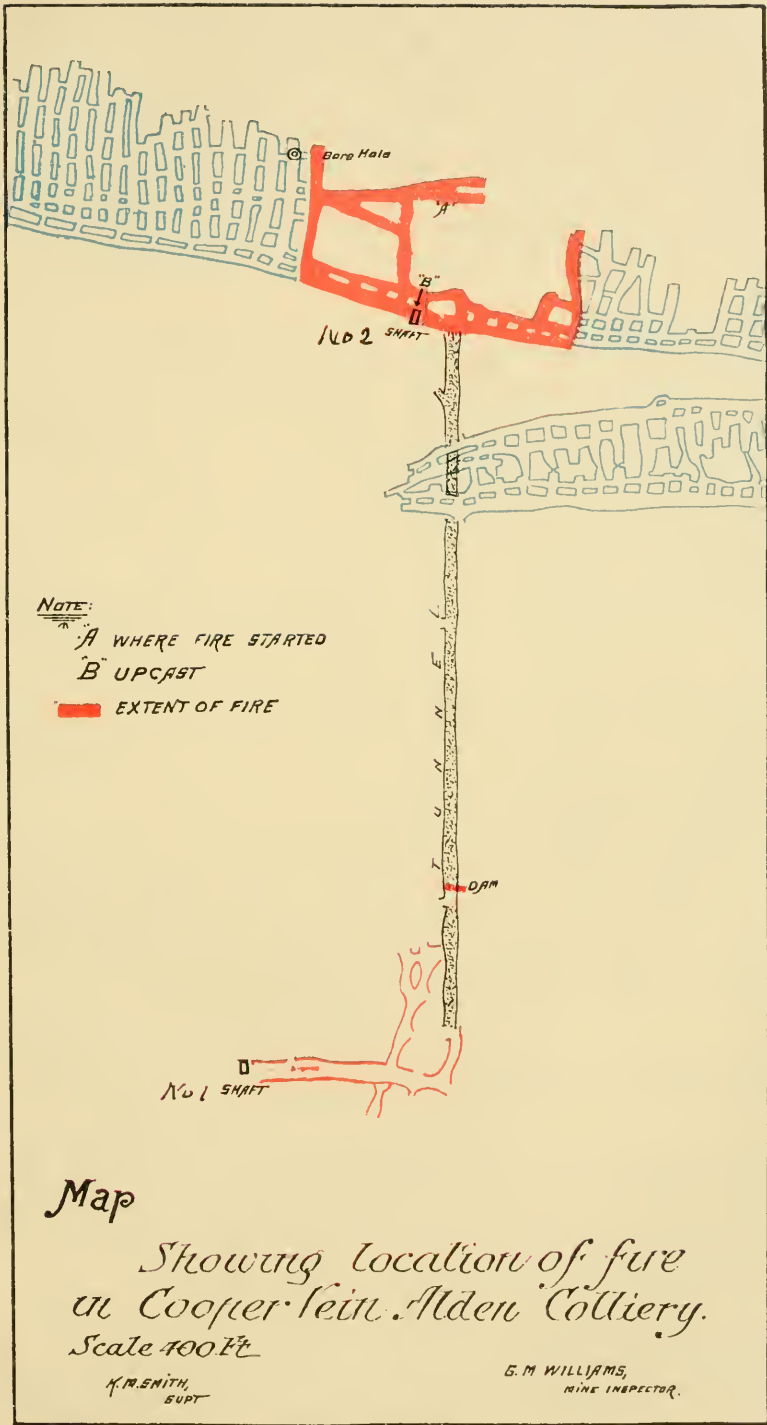 Bore Hole
"A"
"B"
No 2 SHAFT
TUNNEL
NOTE:
"A" WHERE FIRE STARTED
"B" UPCAST
EXTENT OF FIRE
DAM
No 1 SHAFT
Map
Showing location of fire
in Cooper Vein. Alden Colliery.
Scale 400 Ft
K.M. SMITH,
SUPT
G. M WILLIAMS,
MINE INSPECTOR.